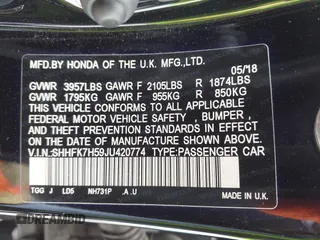 MFD.BY HONDA OF THE U.K. MFG.,LTD.
05/18
GVWR 3957LBS GAWR F 2105LBS R 1874LBS
GVWR 1795KG GAWR F 955KG R 850KG
THIS VEHICLE CONFORMS TO ALL APPLICABLE
FEDERAL MOTOR VEHICLE SAFETY , BUMPER ,
AND THEFT PREVENTION STANDARDS IN EFFECT
ON THE DATE OF MANUFACTURE SHOWN ABOVE.
V.I.N.:SHHFK7H59JU420774 TYPE:PASSENGER CAR
TGG J LD5 NH731P .A .U
BIDAMERICA